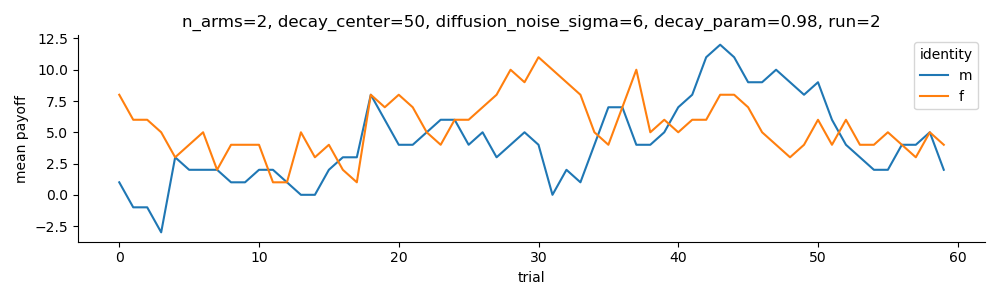 n_arms=2, decay_center=50, diffusion_noise_sigma=6, decay_param=0.98, run=2
identity
m
f
mean payoff
12.5
10.0
7.5
5.0
2.5
0.0
−2.5
0 10 20 30 40 50 60
trial